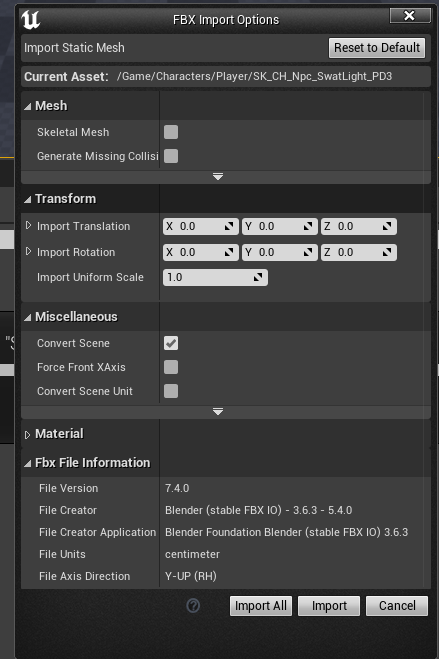 FBX Import Options
Import Static Mesh
Reset to Default
Current Asset: /Game/Characters/Player/SK_CH_Npc_SwatLight_PD3
Mesh
Skeletal Mesh
Generate Missing Collisi
Transform
Import Translation X 0.0 Y 0.0 Z 0.0
Import Rotation X 0.0 Y 0.0 Z 0.0
Import Uniform Scale 1.0
Miscellaneous
Convert Scene
Force Front XAxis
Convert Scene Unit
Material
Fbx File Information
File Version 7.4.0
File Creator Blender (stable FBX IO) - 3.6.3 - 5.4.0
File Creator Application Blender Foundation Blender (stable FBX IO) 3.6.3
File Units centimeter
File Axis Direction Y-UP (RH)
Import All Import Cancel